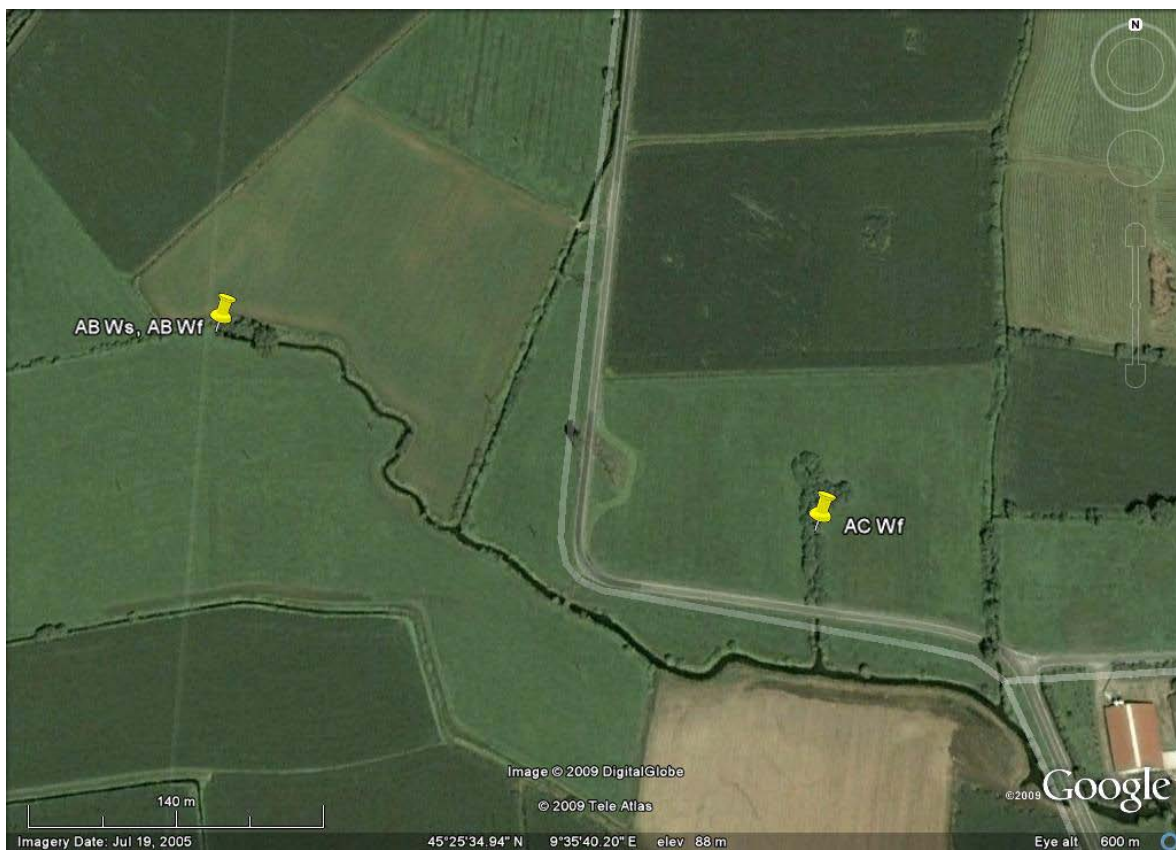 N
AB Ws, AB Wf
AC Wf
Image © 2009 DigitalGlobe
© 2009 Tele Atlas
©2009 Google
140 m
Imagery Date: Jul 19, 2005 45°25'34.94" N 9°35'40.20" E elev 88 m Eye alt 600 m